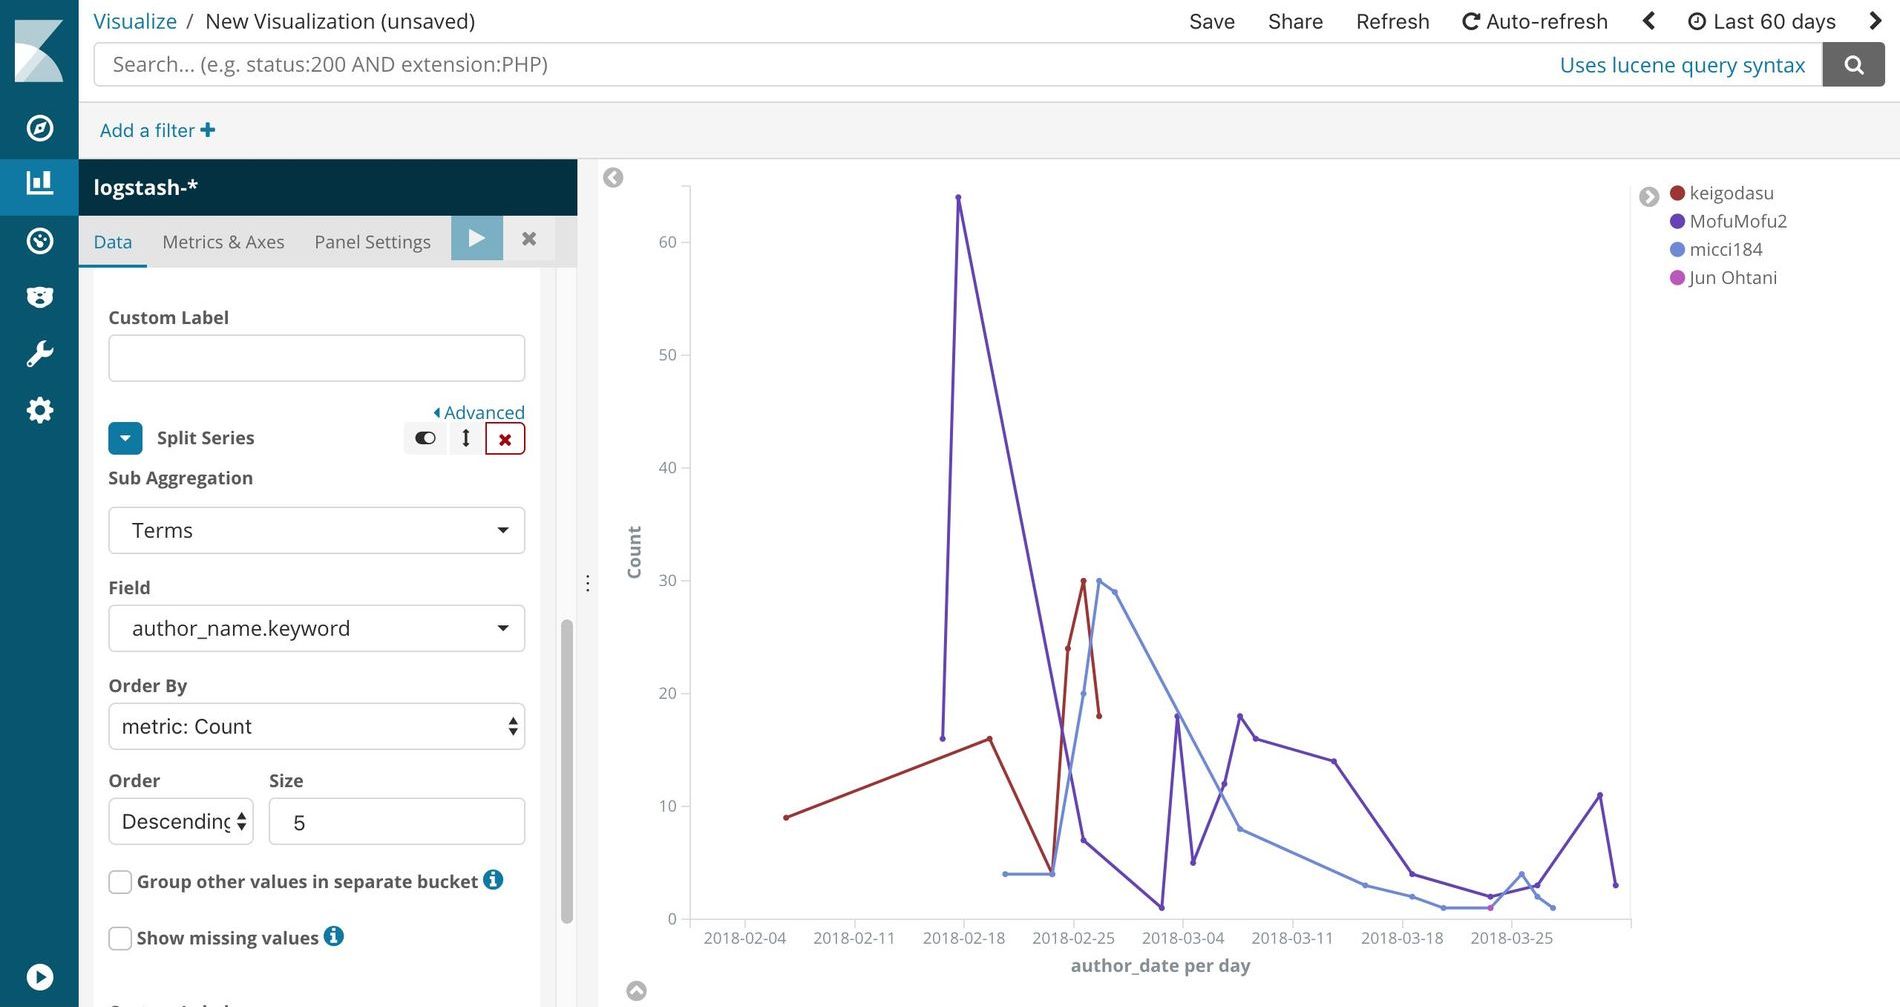 Visualize / New Visualization (unsaved)
Save Share Refresh Auto-refresh Last 60 days
Search... (e.g. status:200 AND extension:PHP)
Uses lucene query syntax
Add a filter
logstash-*
Data Metrics & Axes Panel Settings
Custom Label
Advanced
Split Series
Sub Aggregation
Terms
Field
author_name.keyword
Order By
metric: Count
Order Size
Descending 5
Group other values in separate bucket
Show missing values
60
50
40
30
20
10
0
Count
2018-02-04 2018-02-11 2018-02-18 2018-02-25 2018-03-04 2018-03-11 2018-03-18 2018-03-25
author_date per day
keigodasu
MofuMofu2
micci184
Jun Ohtani